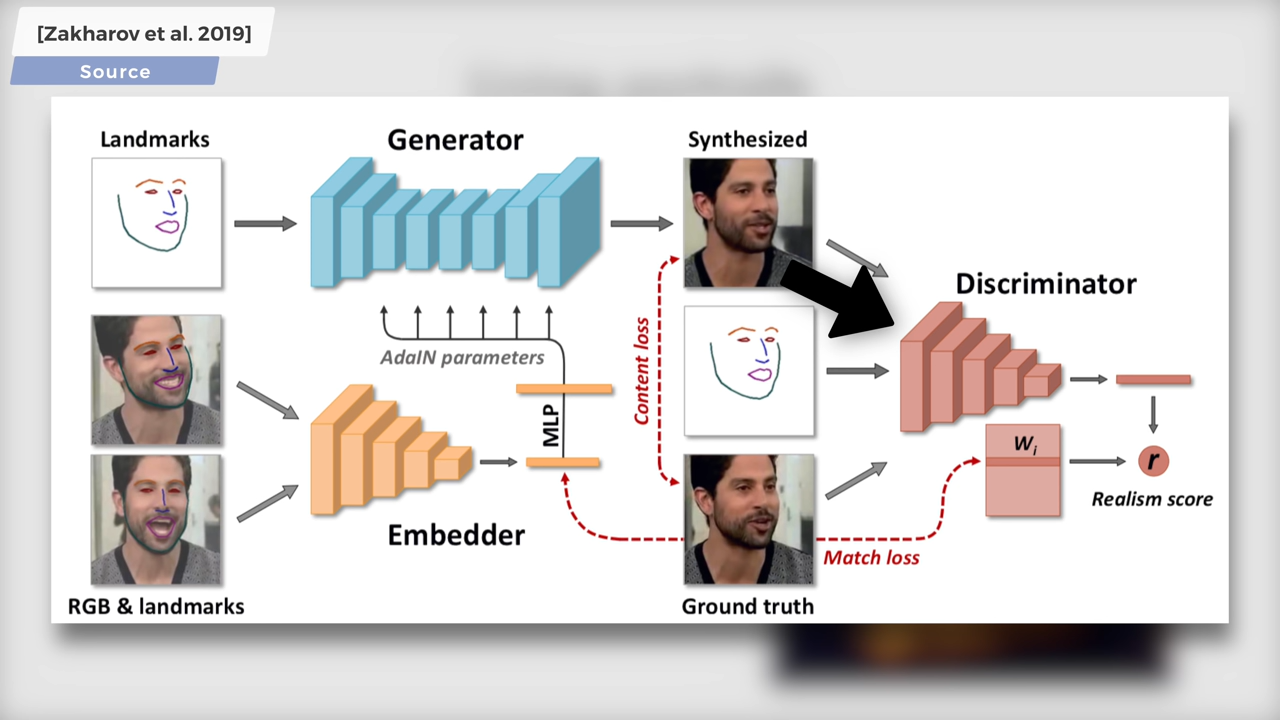 [Zakharov et al. 2019]
Source
Landmarks
Generator
Synthesized
AdaIN parameters
Content loss
Discriminator
MLP
W_i
r
Realism score
Embedder
Match loss
RGB & landmarks
Ground truth